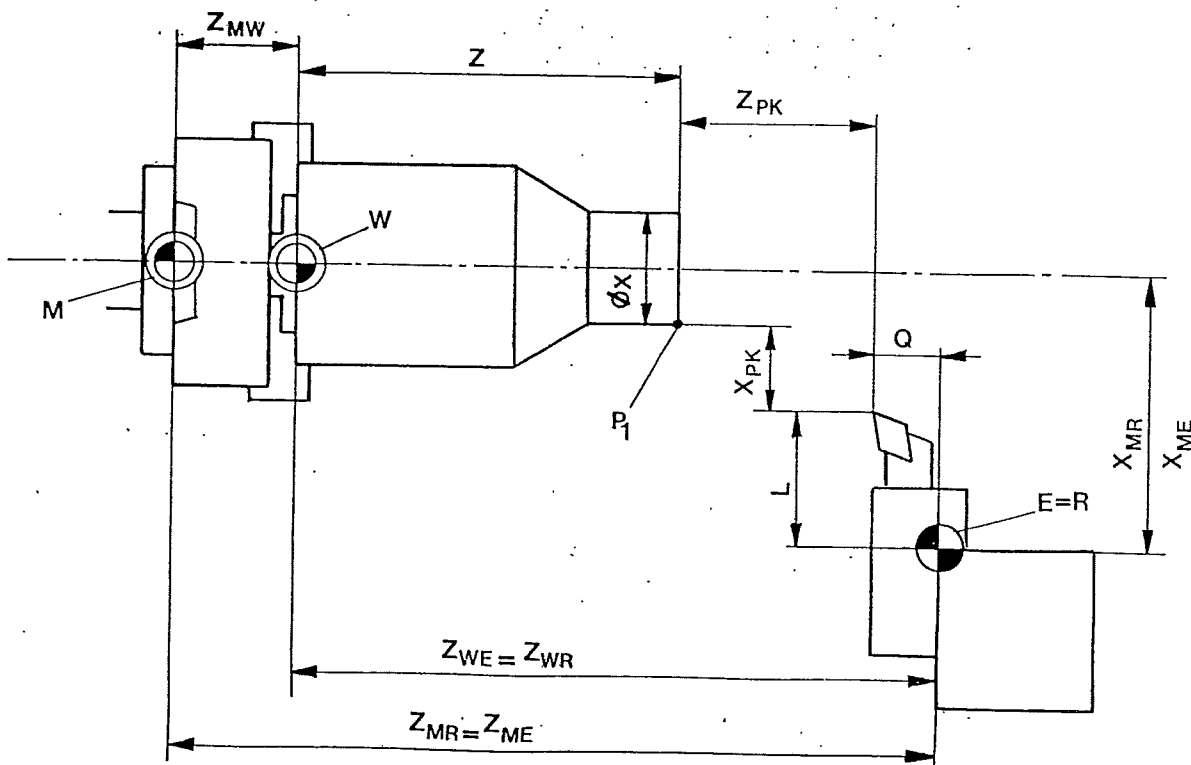 Z_MW
Z
Z_PK
W
M
ØX
Q
X_PK
P_1
X_MR
X_ME
L
E=R
Z_WE = Z_WR
Z_MR = Z_ME